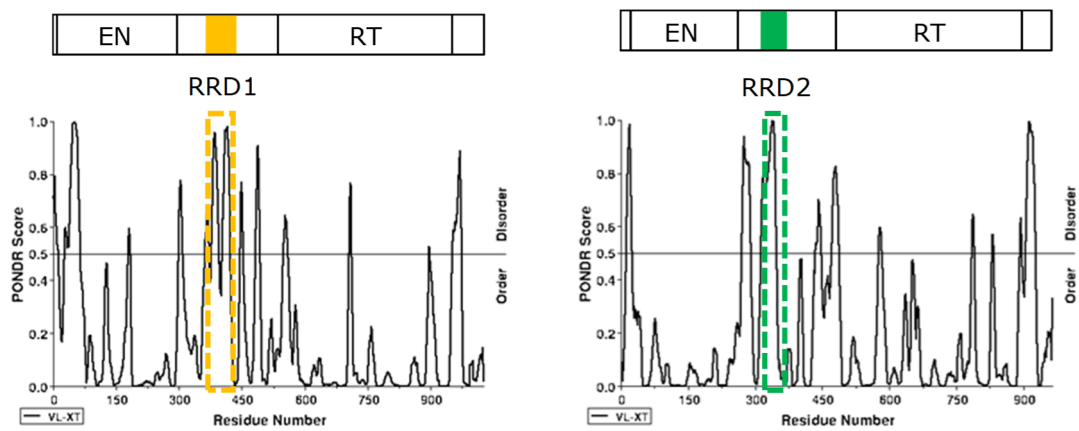 EN RT
EN RT
RRD1
RRD2
1.0
0.8
0.6
0.5
0.4
0.2
0.0
PONDR Score
Disorder
Order
0 150 300 450 600 750 900
VL-XT
Residue Number
1.0
0.8
0.6
0.5
0.4
0.2
0.0
PONDR Score
Disorder
Order
0 150 300 450 600 750 900
VL-XT
Residue Number